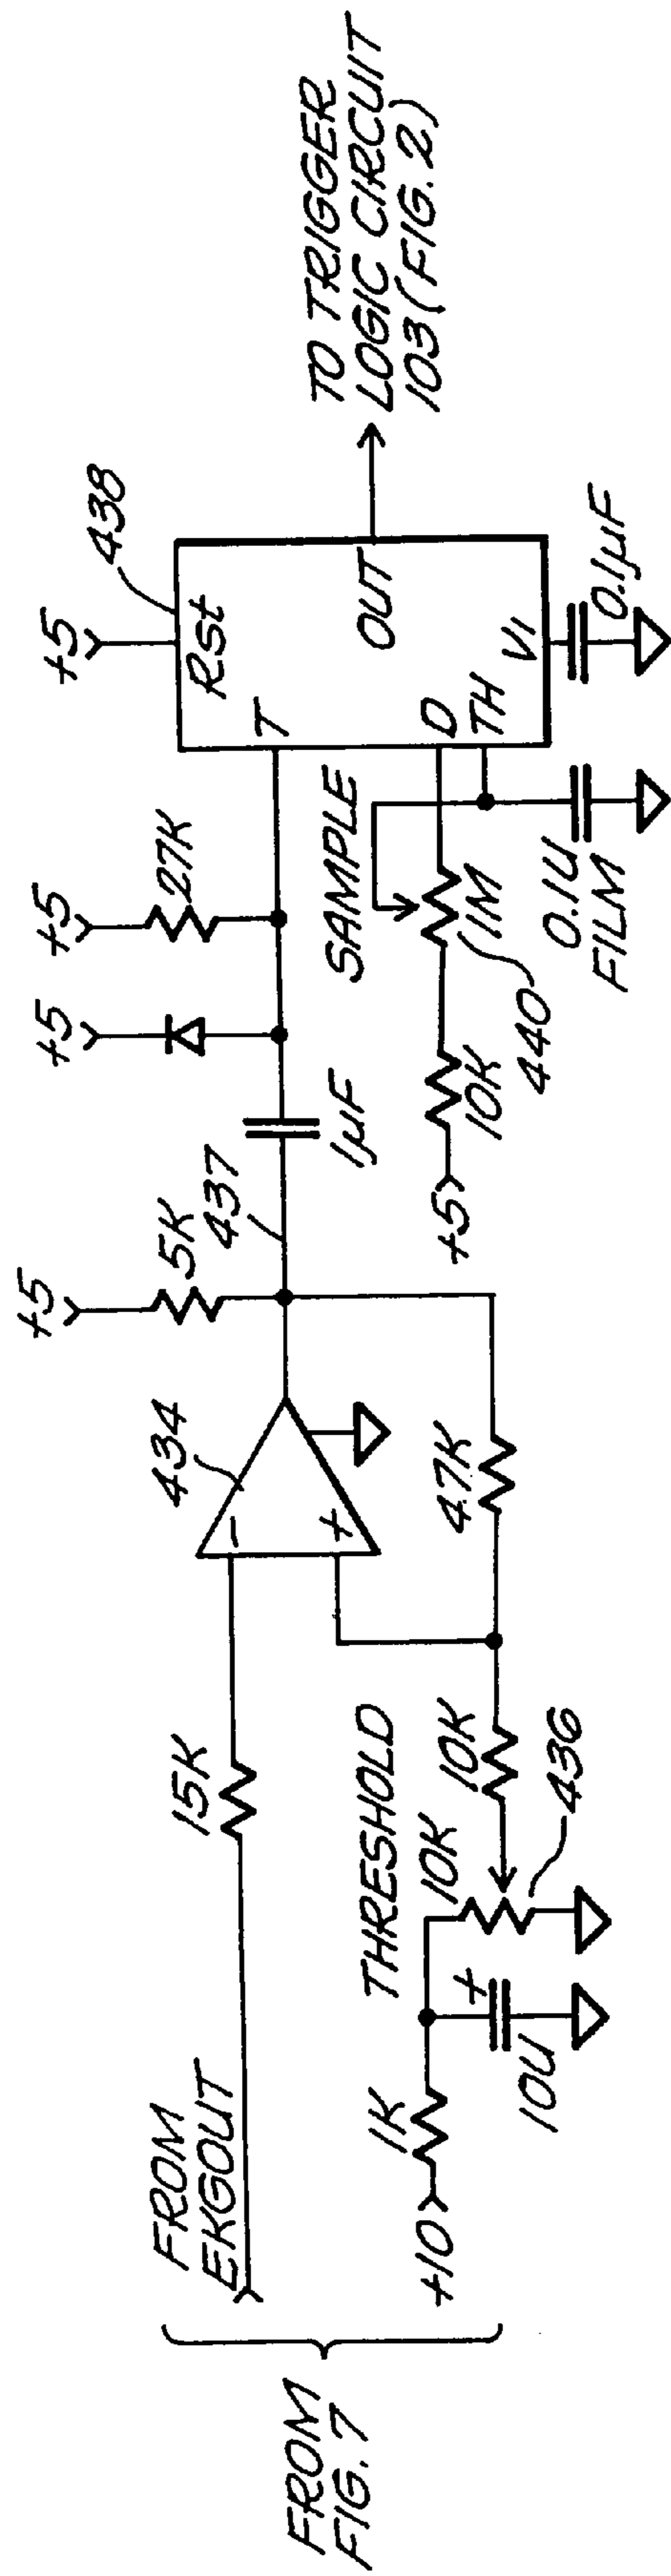 FROM
FIG. 7
FROM
EKGOUT
15K
434
-
+
+5
5K
437
1µF
+5
+5
27K
438
+5
Rst
T
OUT
D
TH
V1
TO TRIGGER
LOGIC CIRCUIT
103 (FIG. 2)
+10
1K
10U
+
THRESHOLD
10K
436
10K
47K
+5
10K
440
1M
SAMPLE
0.1U
FILM
0.1µF